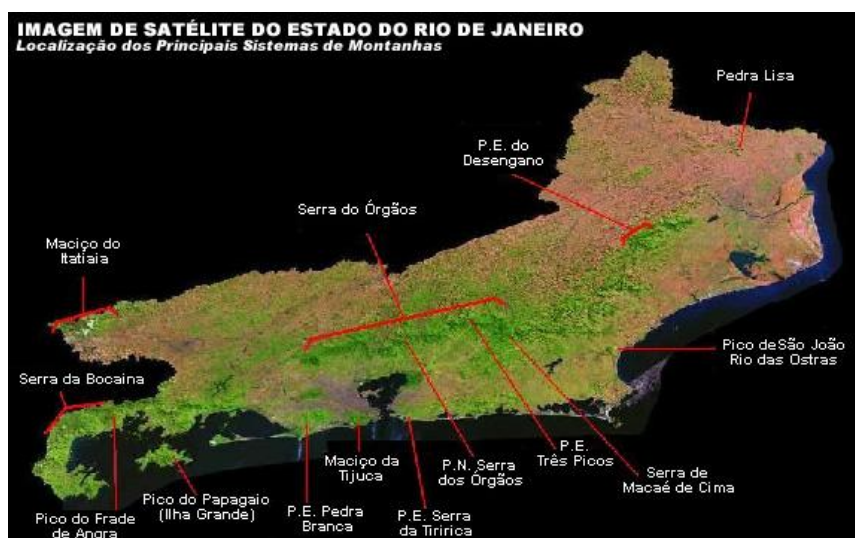 IMAGEM DE SATÉLITE DO ESTADO DO RIO DE JANEIRO
Localização dos Principais Sistemas de Montanhas
Pedra Lisa
P.E. do
Desengano
Serra do Órgãos
Maciço do
Itatiaia
Pico de São João
Rio das Ostras
Serra da Bocaina
Maciço da
Tijuca
P.N. Serra
dos Órgãos
P.E.
Três Picos
Serra de
Macaé de Cima
Pico do Papagaio
(Ilha Grande)
Pico do Frade
de Angra
P.E. Pedra
Branca
P.E. Serra
da Tiririca